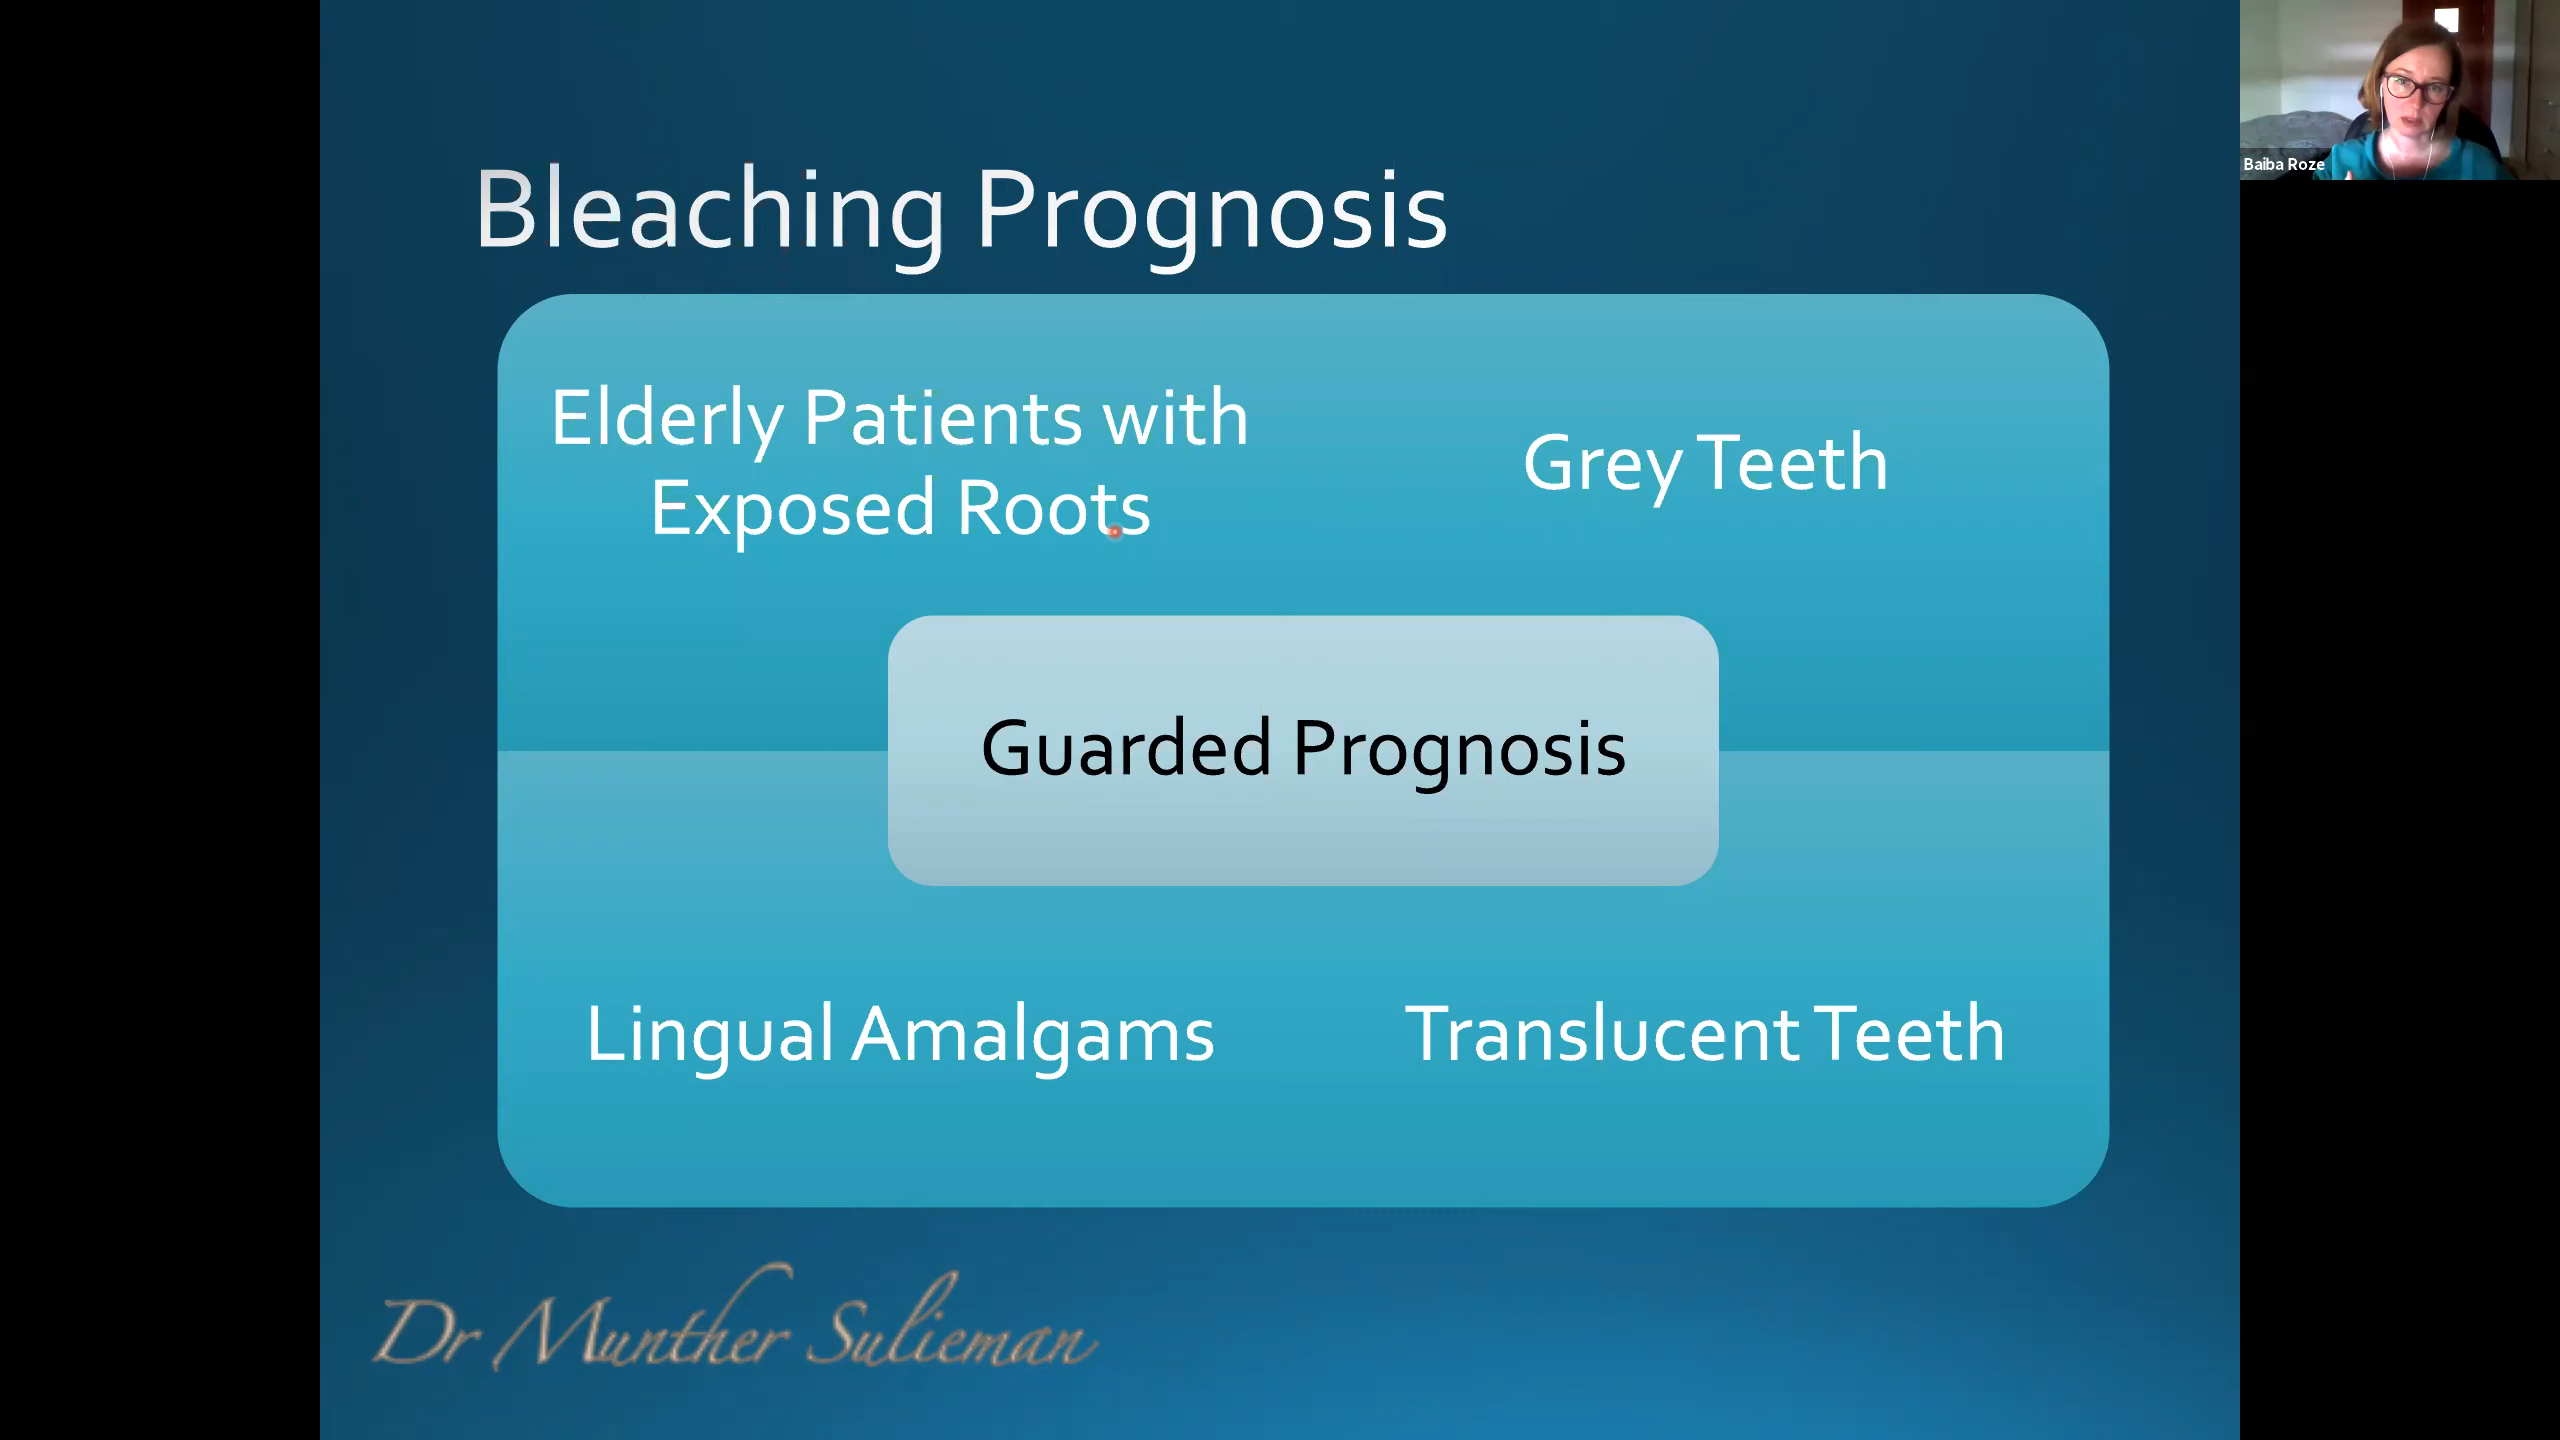 Bleaching Prognosis
Elderly Patients with
Exposed Roots
Grey Teeth
Guarded Prognosis
Lingual Amalgams
Translucent Teeth
Dr Munther Sulieman
Baiba Roze